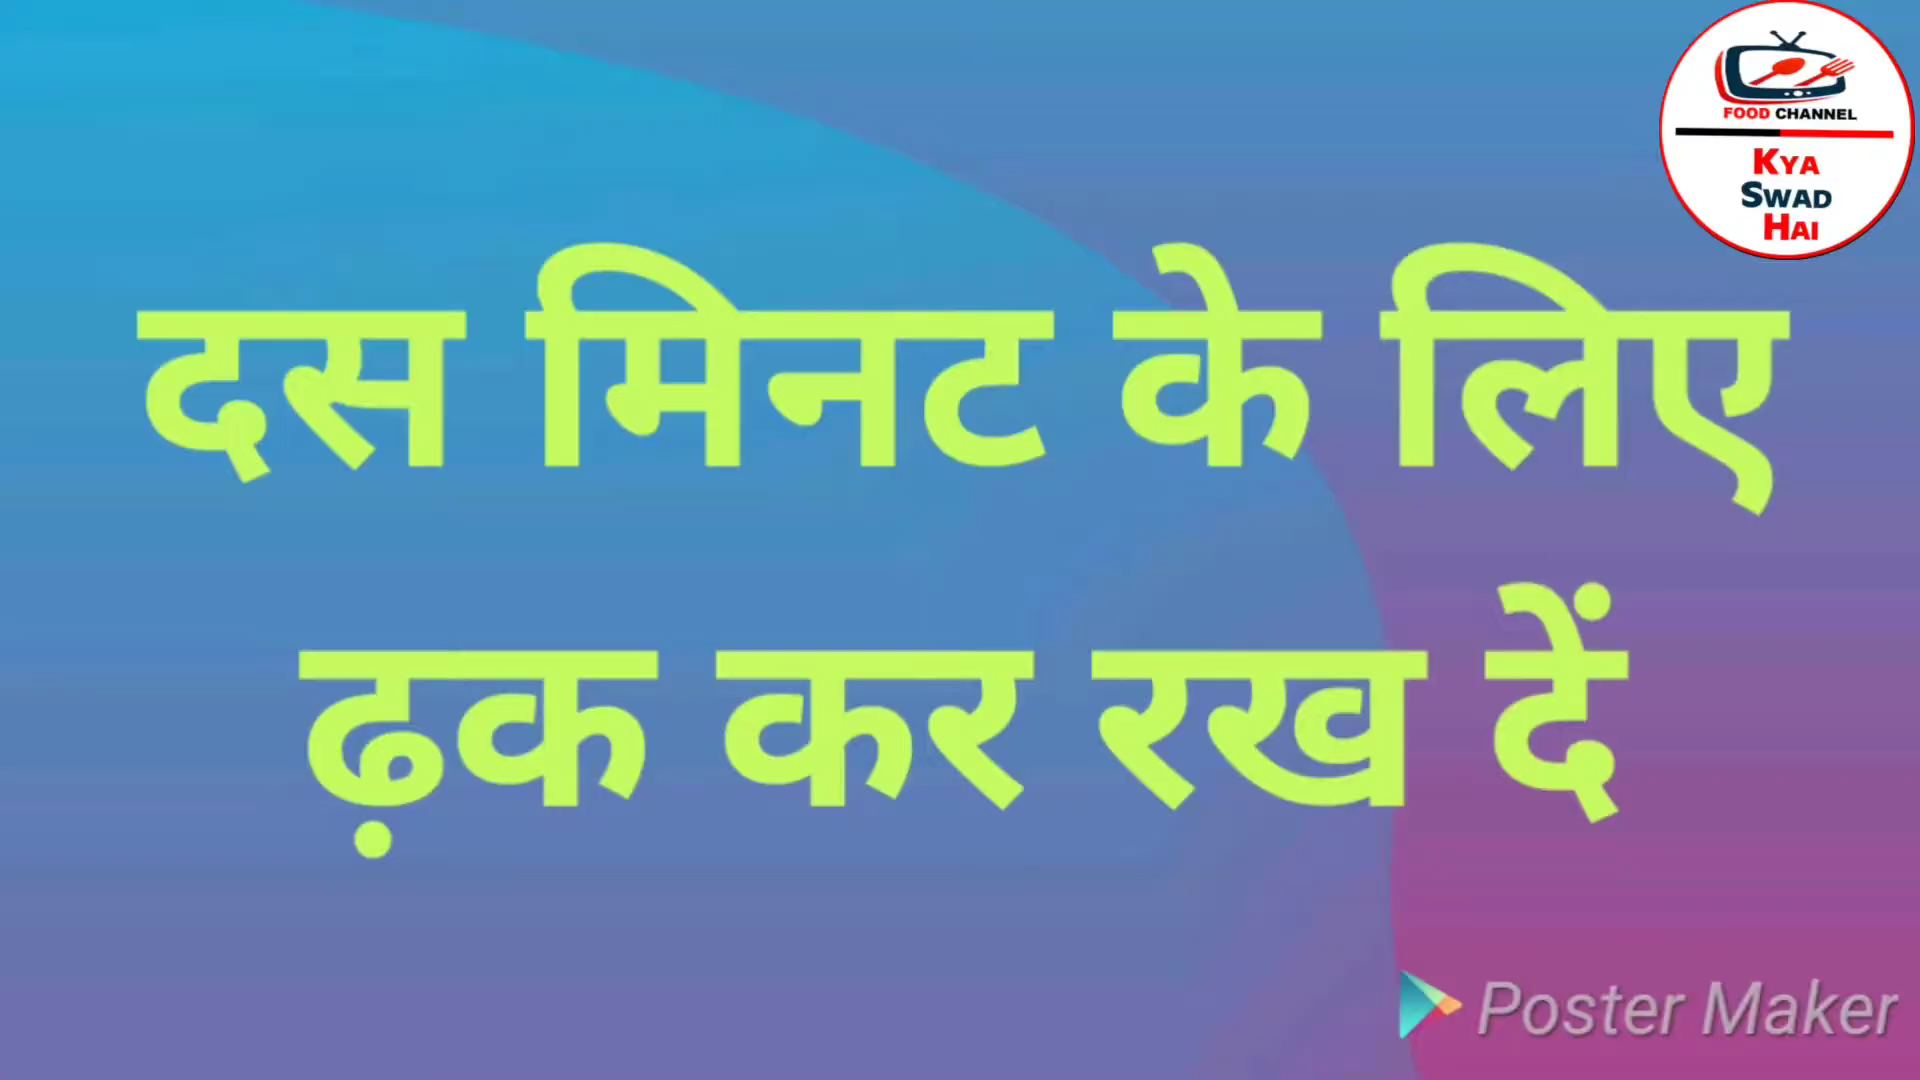 FOOD CHANNEL
KYA
SWAD
HAI
दस मिनट के लिए
ढ़क कर रख दें
Poster Maker